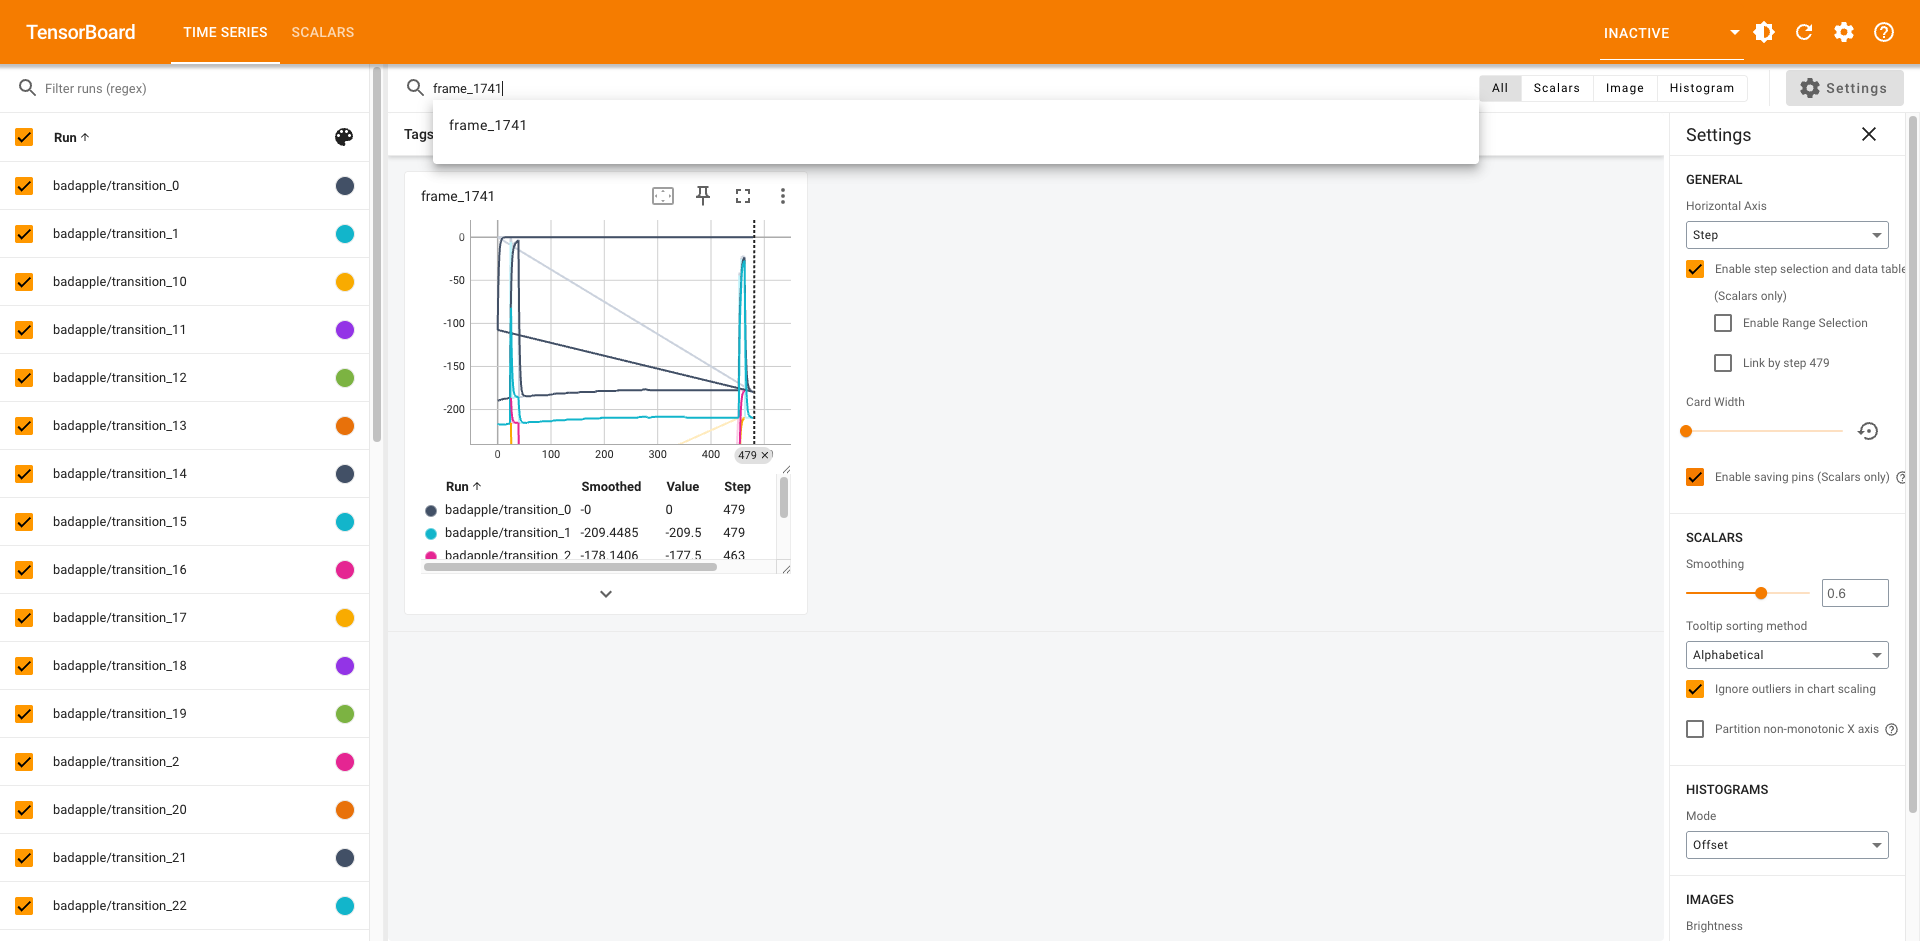 TensorBoard
TIME SERIES
SCALARS
INACTIVE
Filter runs (regex)
Run
badapple/transition_0
badapple/transition_1
badapple/transition_10
badapple/transition_11
badapple/transition_12
badapple/transition_13
badapple/transition_14
badapple/transition_15
badapple/transition_16
badapple/transition_17
badapple/transition_18
badapple/transition_19
badapple/transition_2
badapple/transition_20
badapple/transition_21
badapple/transition_22
frame_1741
All
Scalars
Image
Histogram
Settings
frame_1741
Tags
frame_1741
0
-50
-100
-150
-200
0 100 200 300 400 479
Run Smoothed Value Step
badapple/transition_0 -0 0 479
badapple/transition_1 -209.4485 -209.5 479
badapple/transition_2 -178.1406 -177.5 463
Settings
GENERAL
Horizontal Axis
Step
Enable step selection and data table
(Scalars only)
Enable Range Selection
Link by step 479
Card Width
Enable saving pins (Scalars only)
SCALARS
Smoothing
0.6
Tooltip sorting method
Alphabetical
Ignore outliers in chart scaling
Partition non-monotonic X axis
HISTOGRAMS
Mode
Offset
IMAGES
Brightness